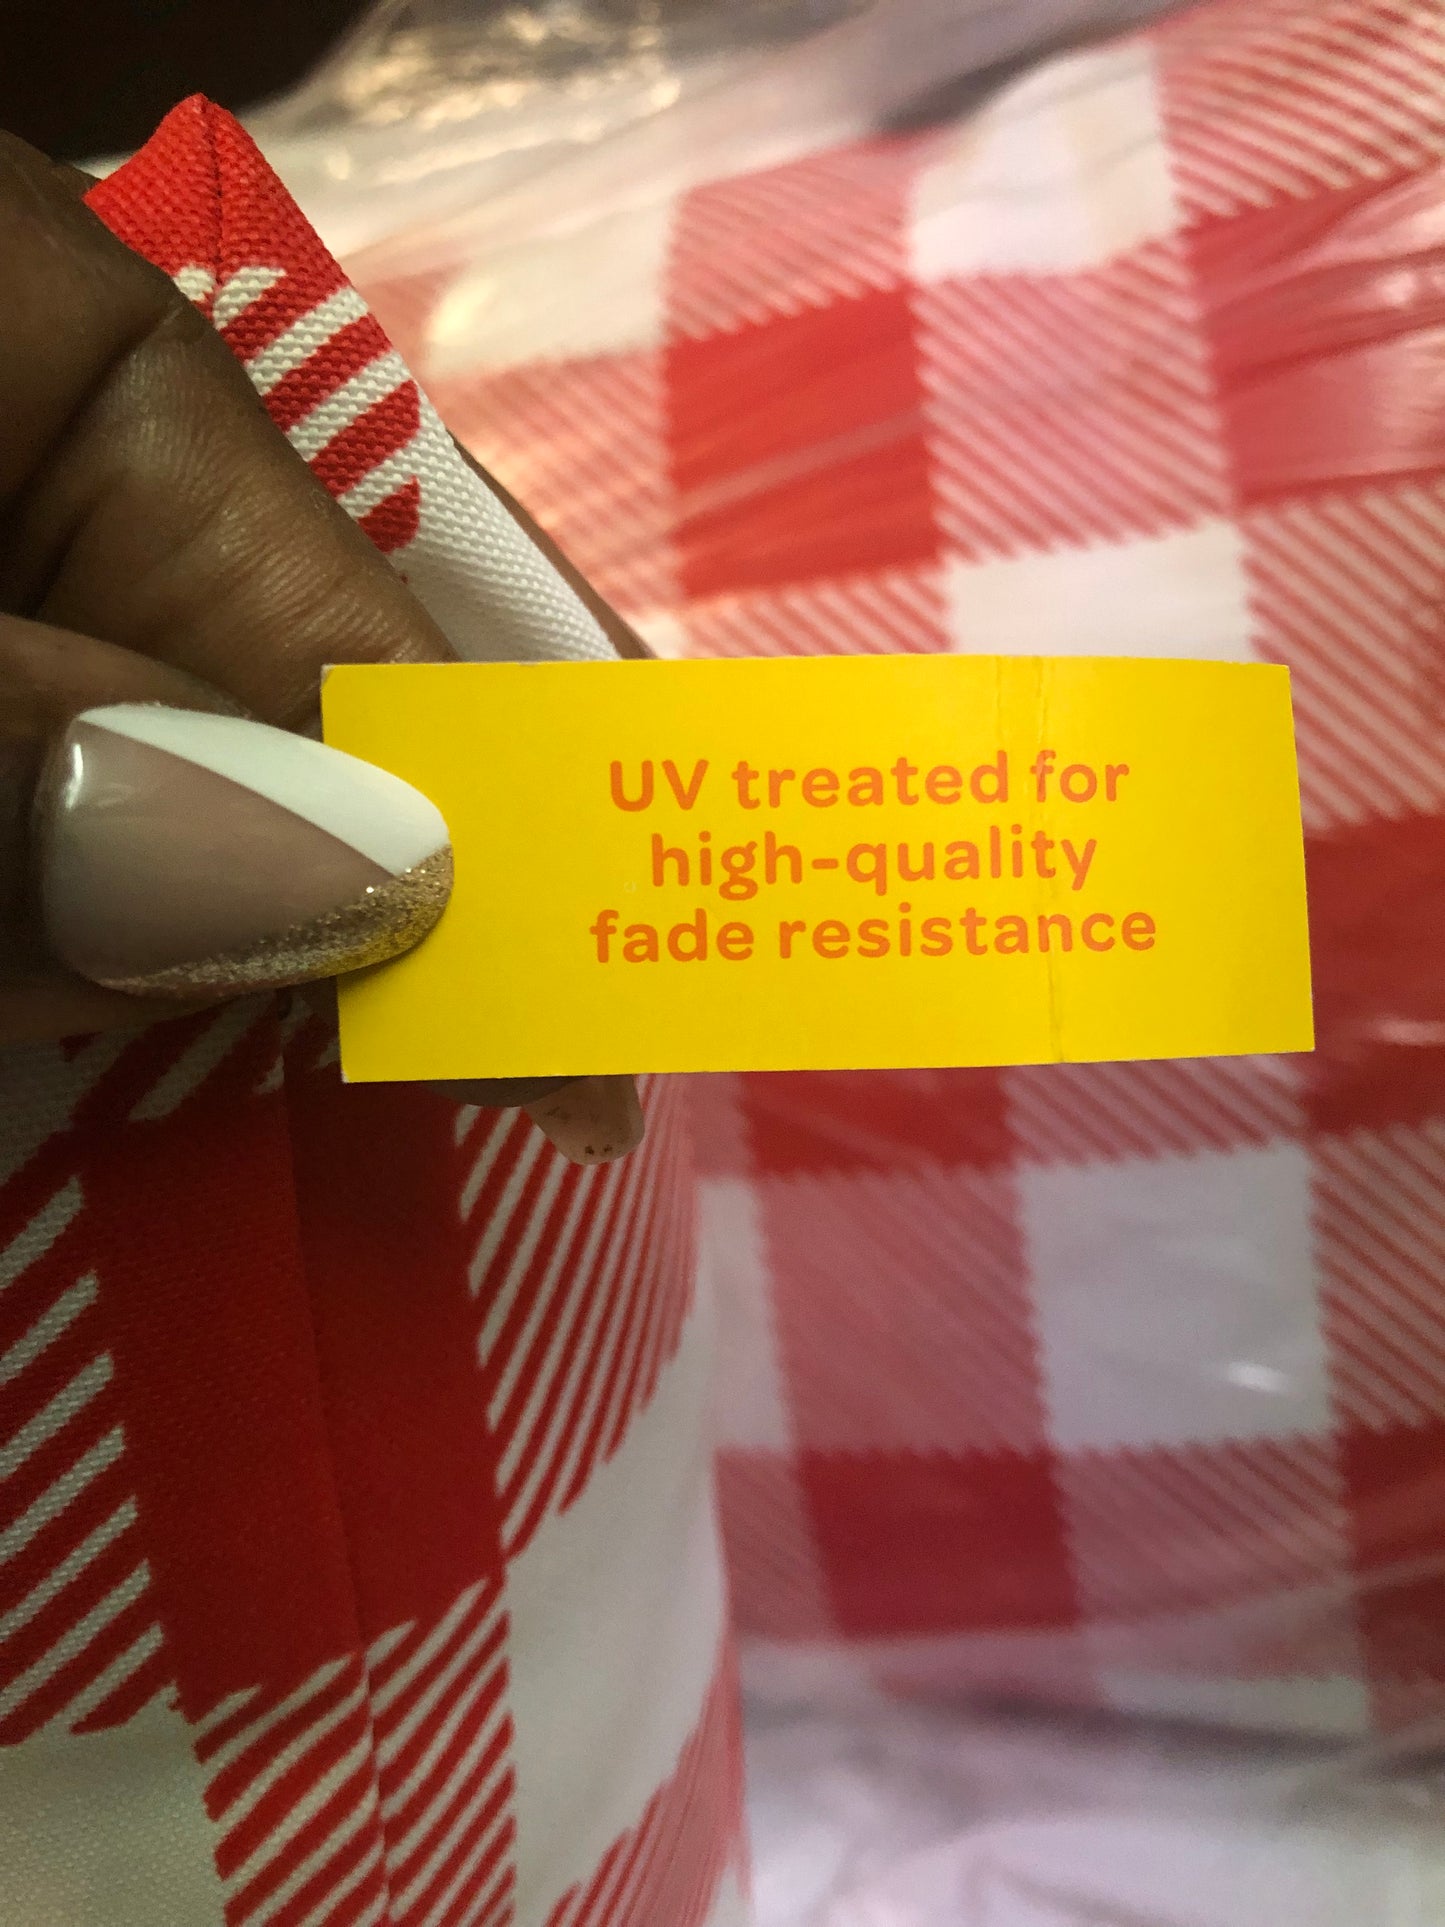 UV treated for
high-quality
fade resistance